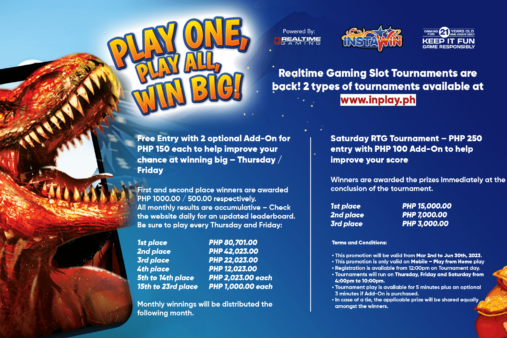 PLAY ONE,
PLAY ALL,
WIN BIG!
Powered By:
REALTIME
GAMING
INSTAWIN
21 YEARS OLD
KEEP IT FUN
GAME RESPONSIBLY
Realtime Gaming Slot Tournaments are
back! 2 types of tournaments available at
www.inplay.ph
Free Entry with 2 optional Add-On for
PHP 150 each to help improve your
chance at winning big – Thursday /
Friday
First and second place winners are awarded
PHP 1000.00 / 500.00 respectively.
All monthly results are accumulative – Check
the website daily for an updated leaderboard.
Be sure to play every Thursday and Friday:
1st place PHP 80,701.00
2nd place PHP 42,023.00
3rd place PHP 22,023.00
4th place PHP 12,023.00
5th to 14th place PHP 2,023.00 each
15th to 23rd place PHP 1,000.00 each
Monthly winnings will be distributed the
following month.
Saturday RTG Tournament – PHP 250
entry with PHP 100 Add-On to help
improve your score
Winners are awarded the prizes immediately at the
conclusion of the tournament.
1st place PHP 15,000.00
2nd place PHP 7,000.00
3rd place PHP 3,000.00
Terms and Conditions:
• This promotion will be valid from Mar 2nd to Jun 30th, 2023.
• This promotion is only valid on Mobile – Play from Home play
• Registration is available from 12:00pm on Tournament day.
• Tournaments will run on Thursday, Friday and Saturday from
4:00pm to 10:00pm.
• Tournament play is available for 5 minutes plus an optional
3 minutes if Add-On is purchased.
• In case of a tie, the applicable prize will be shared equally
amongst the winners.